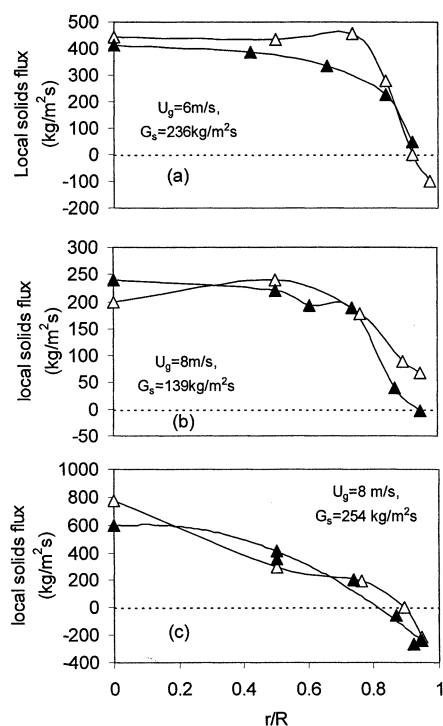 500
400
300
200
100
0
-100
-200
Local solids flux
(kg/m²s)
U_g=6m/s,
G_s=236kg/m²s
(a)
300
250
200
150
100
50
0
-50
local solids flux
(kg/m²s)
U_g=8m/s,
G_s=139kg/m²s
(b)
1000
800
600
400
200
0
-200
-400
local solids flux
(kg/m²s)
U_g=8 m/s,
G_s=254 kg/m²s
(c)
0 0.2 0.4 0.6 0.8 1
r/R